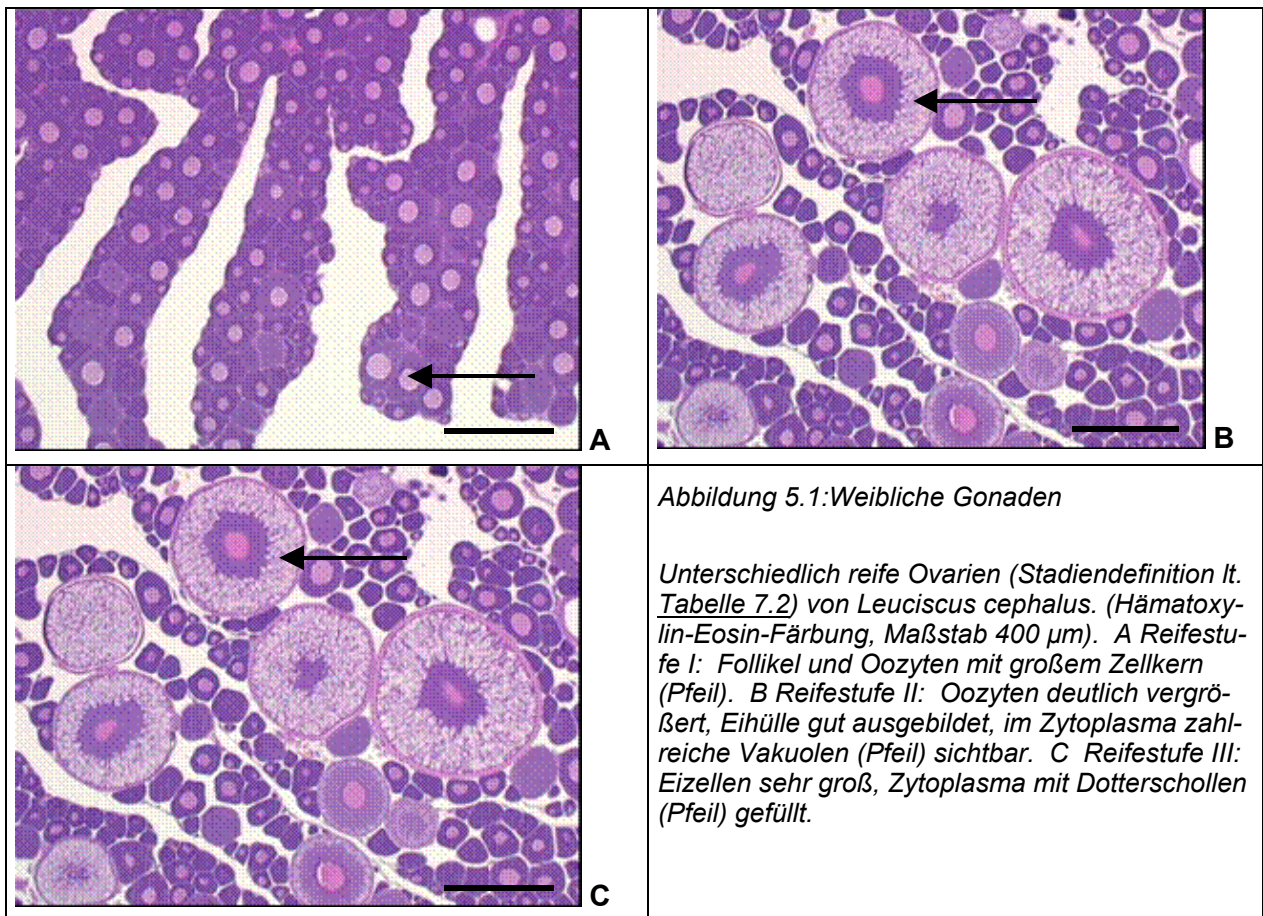 A
B
C
Abbildung 5.1:Weibliche Gonaden
Unterschiedlich reife Ovarien (Stadiendefinition lt.
Tabelle 7.2) von Leuciscus cephalus. (Hämatoxy-
lin-Eosin-Färbung, Maßstab 400 µm).  A Reifestu-
fe I:  Follikel und Oozyten mit großem Zellkern
(Pfeil).  B Reifestufe II:  Oozyten deutlich vergrö-
ßert, Eihülle gut ausgebildet, im Zytoplasma zahl-
reiche Vakuolen (Pfeil) sichtbar.  C  Reifestufe III:
Eizellen sehr groß, Zytoplasma mit Dotterschollen
(Pfeil) gefüllt.